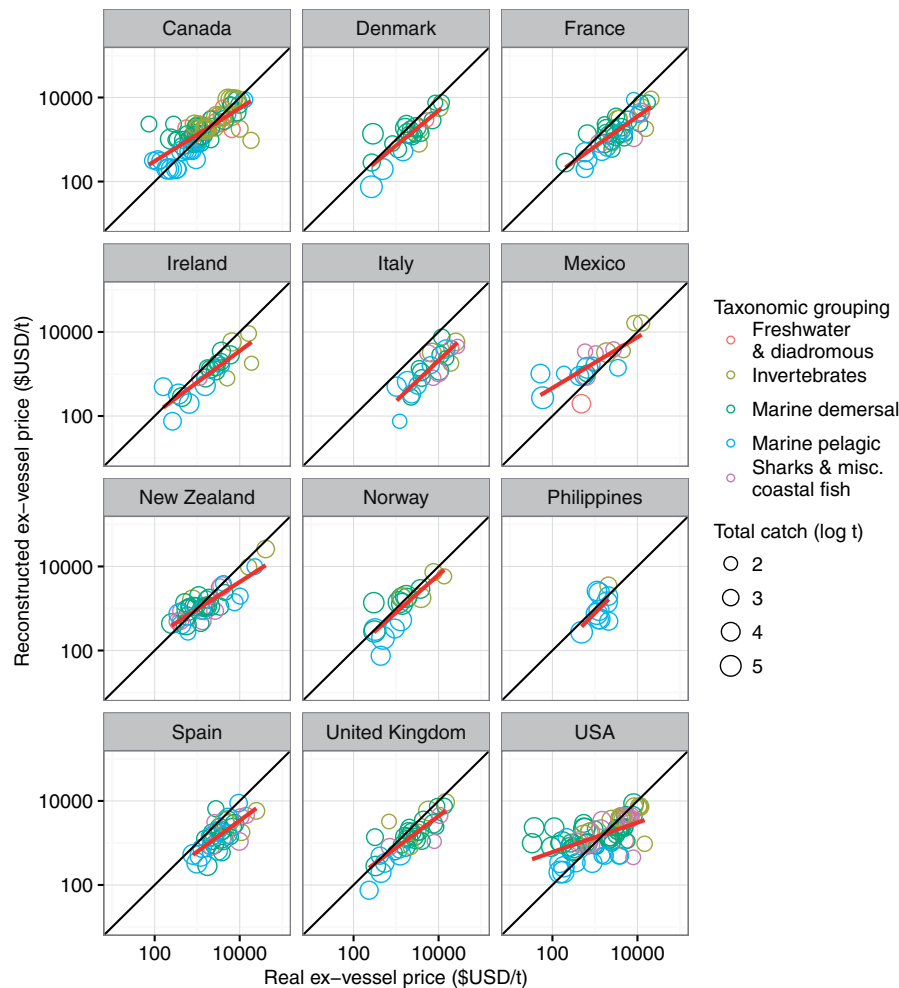 Canada
Denmark
France
10000
100
Ireland
Italy
Mexico
10000
100
New Zealand
Norway
Philippines
10000
100
Spain
United Kingdom
USA
10000
100
100
10000
100
10000
100
10000
Real ex−vessel price ($USD/t)
Reconstructed ex−vessel price ($USD/t)
Taxonomic grouping
Freshwater
& diadromous
Invertebrates
Marine demersal
Marine pelagic
Sharks & misc.
coastal fish
Total catch (log t)
2
3
4
5